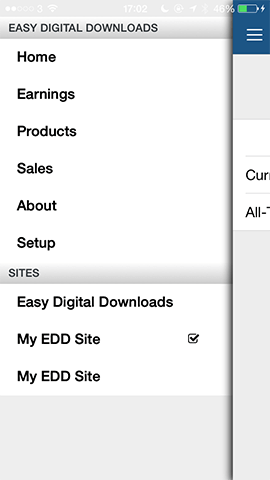 3 17:02 46%
EASY DIGITAL DOWNLOADS
Home
Earnings
Products
Sales
About
Setup
SITES
Easy Digital Downloads
My EDD Site
My EDD Site
Curr
All-T